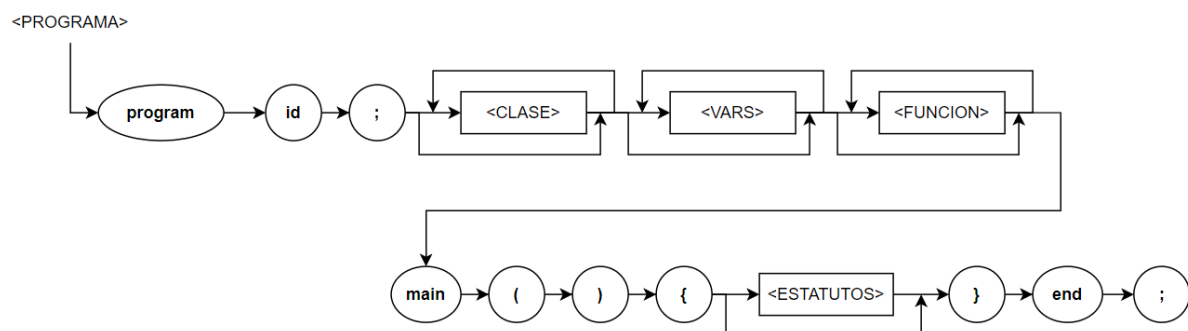 <PROGRAMA>
program id ; <CLASE> <VARS> <FUNCION>
main ( ) { <ESTATUTOS> } end ;